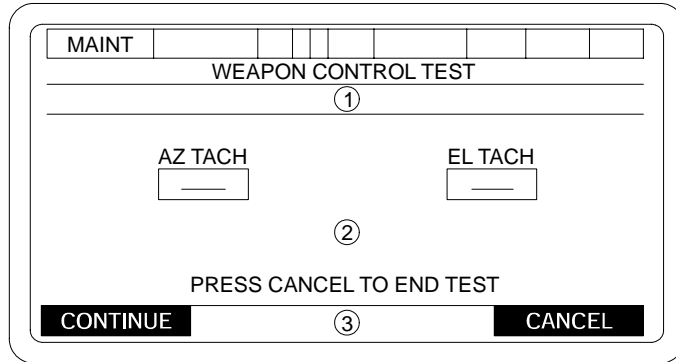 MAINT
WEAPON CONTROL TEST
1
AZ TACH EL TACH
2
PRESS CANCEL TO END TEST
CONTINUE 3 CANCEL